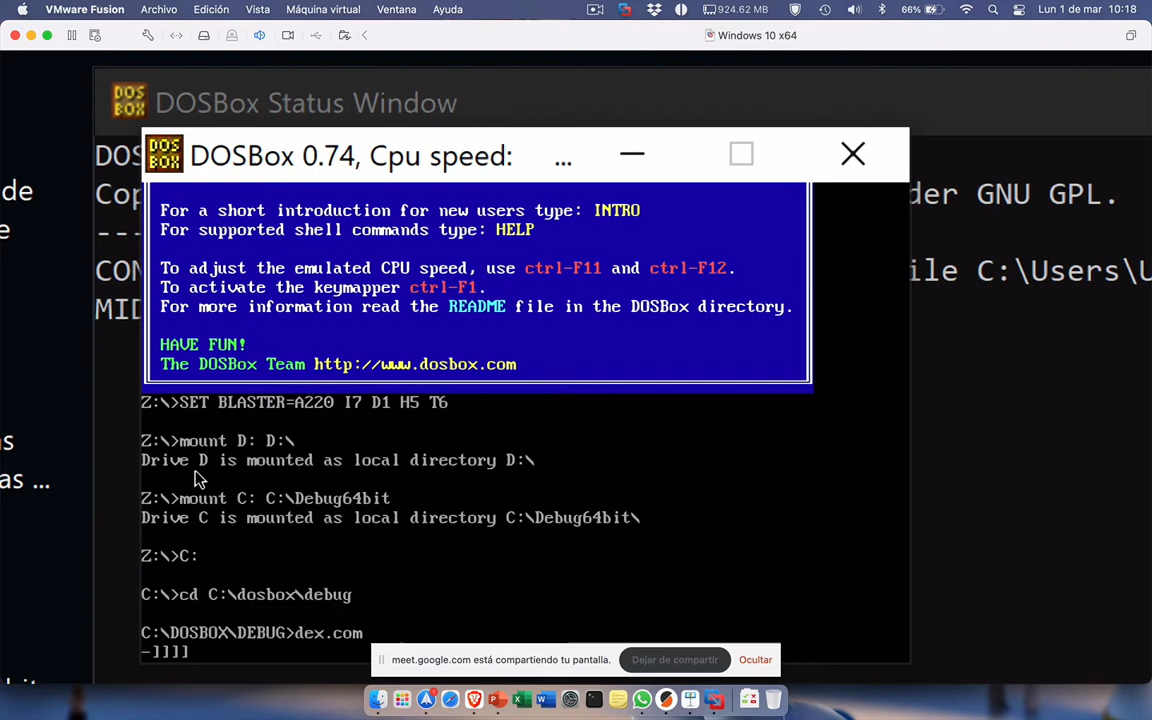 VMware Fusion Archivo Edición Vista Máquina virtual Ventana Ayuda 924.62 MB 66% Lun 1 de mar 10:18
Windows 10 x64
DOSBox Status Window
DOS
DOSBox 0.74, Cpu speed: ...
de
Cop
der GNU GPL.
---
CON
ile C:\Users\U
MID
For a short introduction for new users type: INTRO
For supported shell commands type: HELP
To adjust the emulated CPU speed, use ctrl-F11 and ctrl-F12.
To activate the keymapper ctrl-F1.
For more information read the README file in the DOSBox directory.
HAVE FUN!
The DOSBox Team http://www.dosbox.com
Z:\>SET BLASTER=A220 I7 D1 H5 T6
Z:\>mount D: D:\
Drive D is mounted as local directory D:\
Z:\>mount C: C:\Debug64bit
Drive C is mounted as local directory C:\Debug64bit\
Z:\>C:
C:\>cd C:\dosbox\debug
C:\DOSBOX\DEBUG>dex.com
-]]]]
as ...
meet.google.com está compartiendo tu pantalla. Dejar de compartir Ocultar